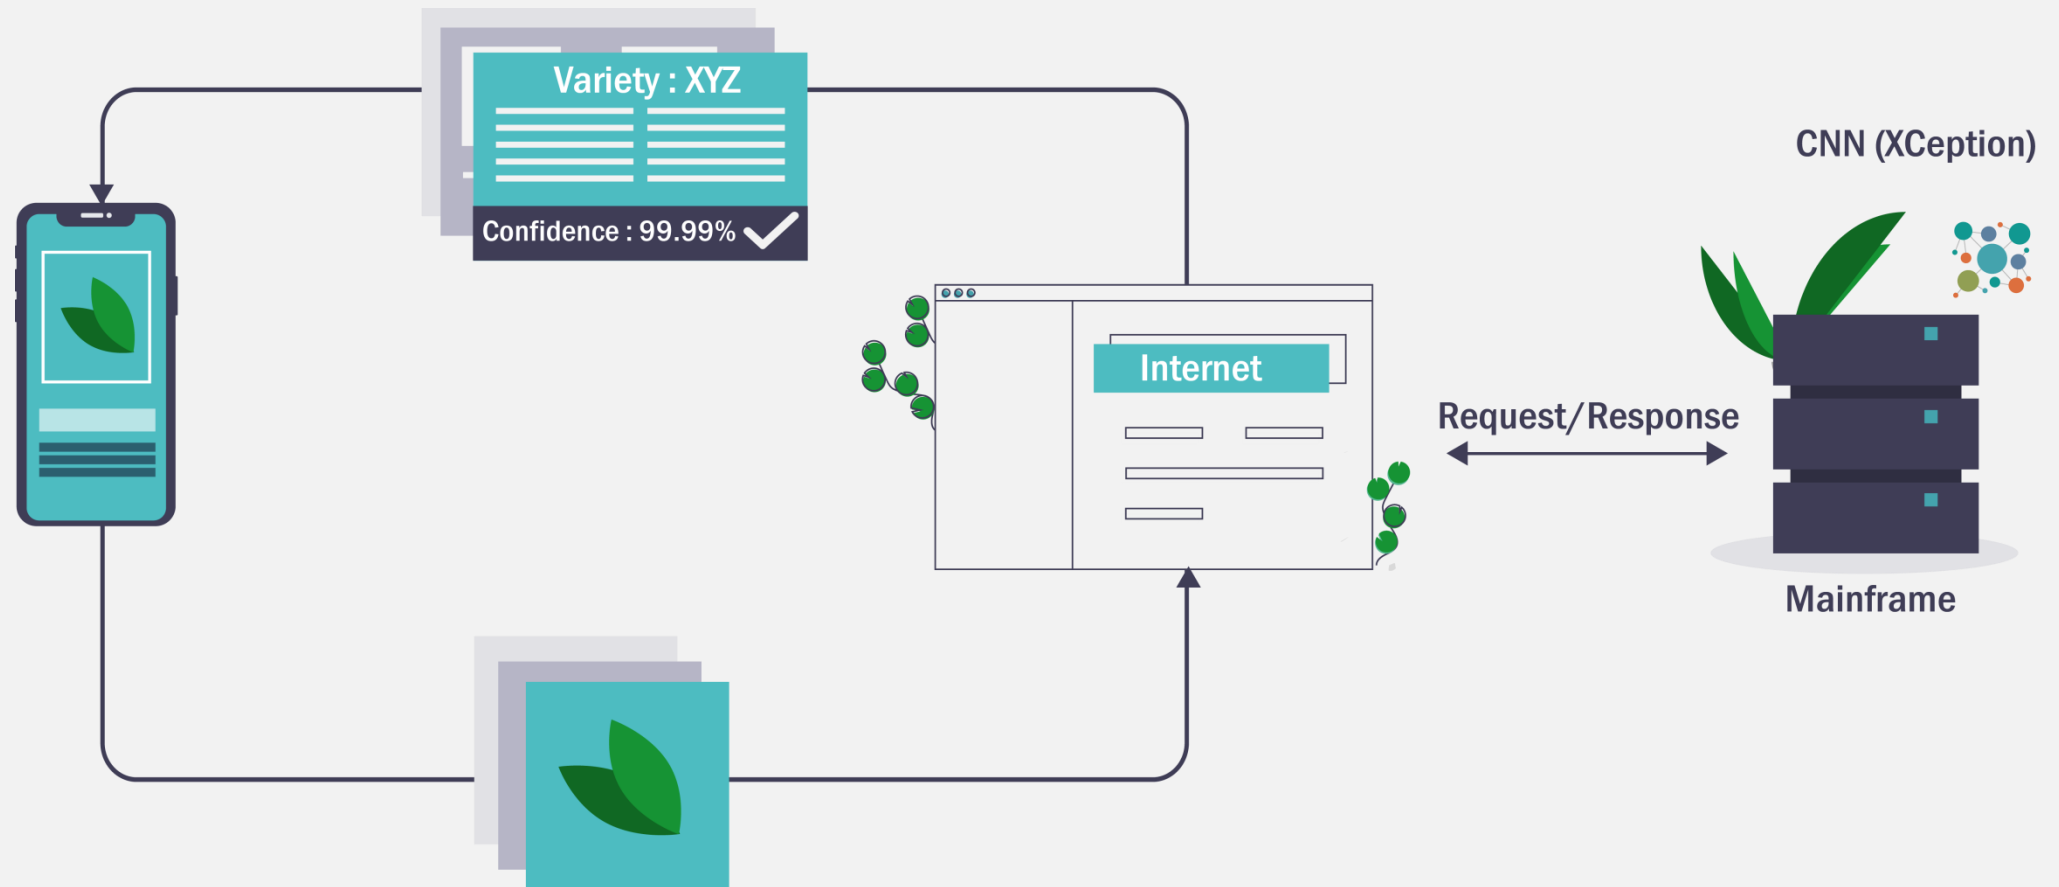 Variety : XYZ
Confidence : 99.99%
CNN (XCeption)
Internet
Request/Response
Mainframe